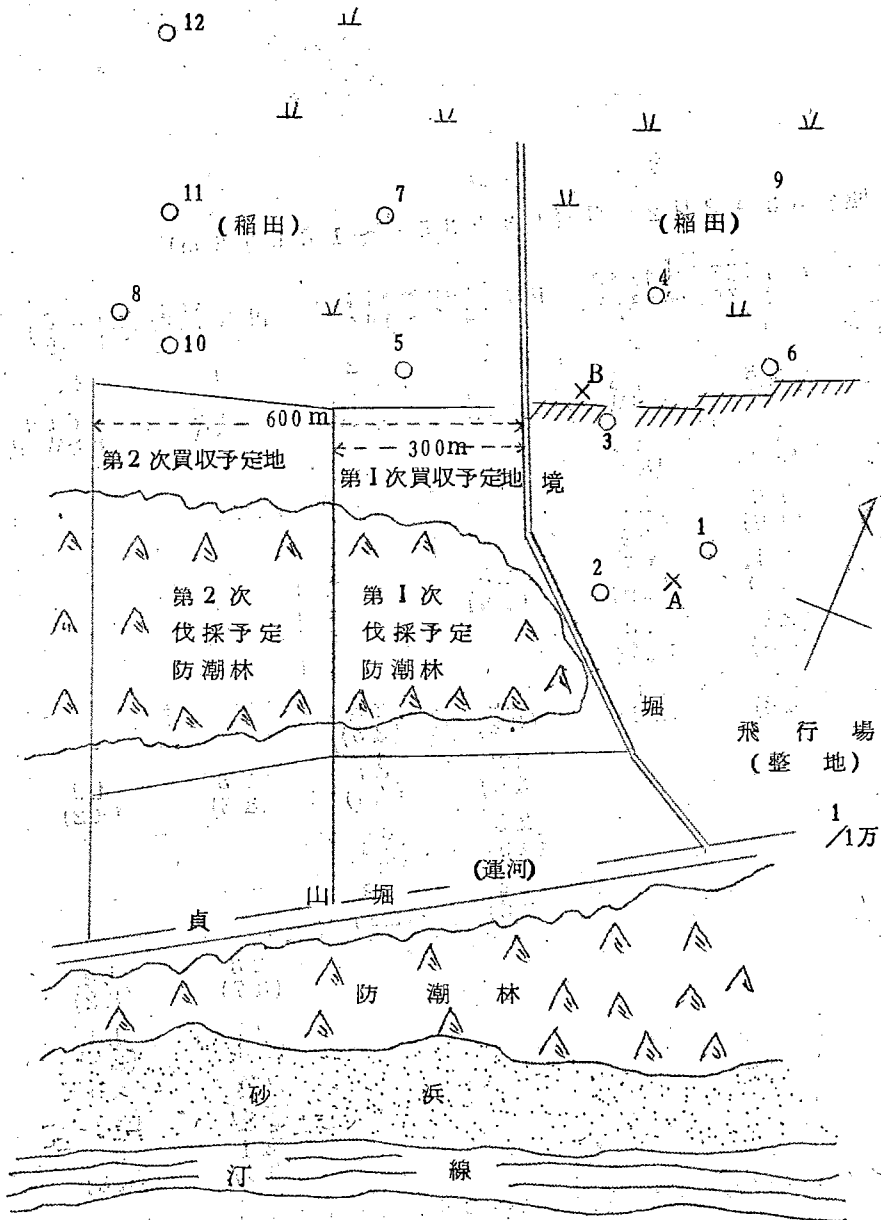 12
11
7
9
(稲田)
(稲田)
8
4
10
5
6
B
600m
3
300m
第2次買収予定地
第1次買収予定地
境
1
2
A
第2次
伐採予定
防潮林
第1次
伐採予定
防潮林
堀
飛行場
(整地)
1/1万
(運河)
貞山堀
防潮林
砂浜
汀線